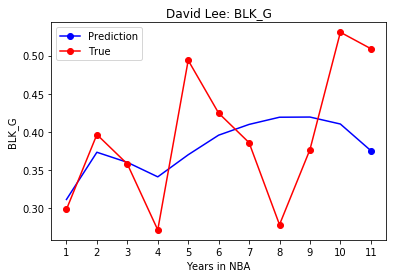 David Lee: BLK_G
Prediction
True
BLK_G
0.50
0.45
0.40
0.35
0.30
1 2 3 4 5 6 7 8 9 10 11
Years in NBA